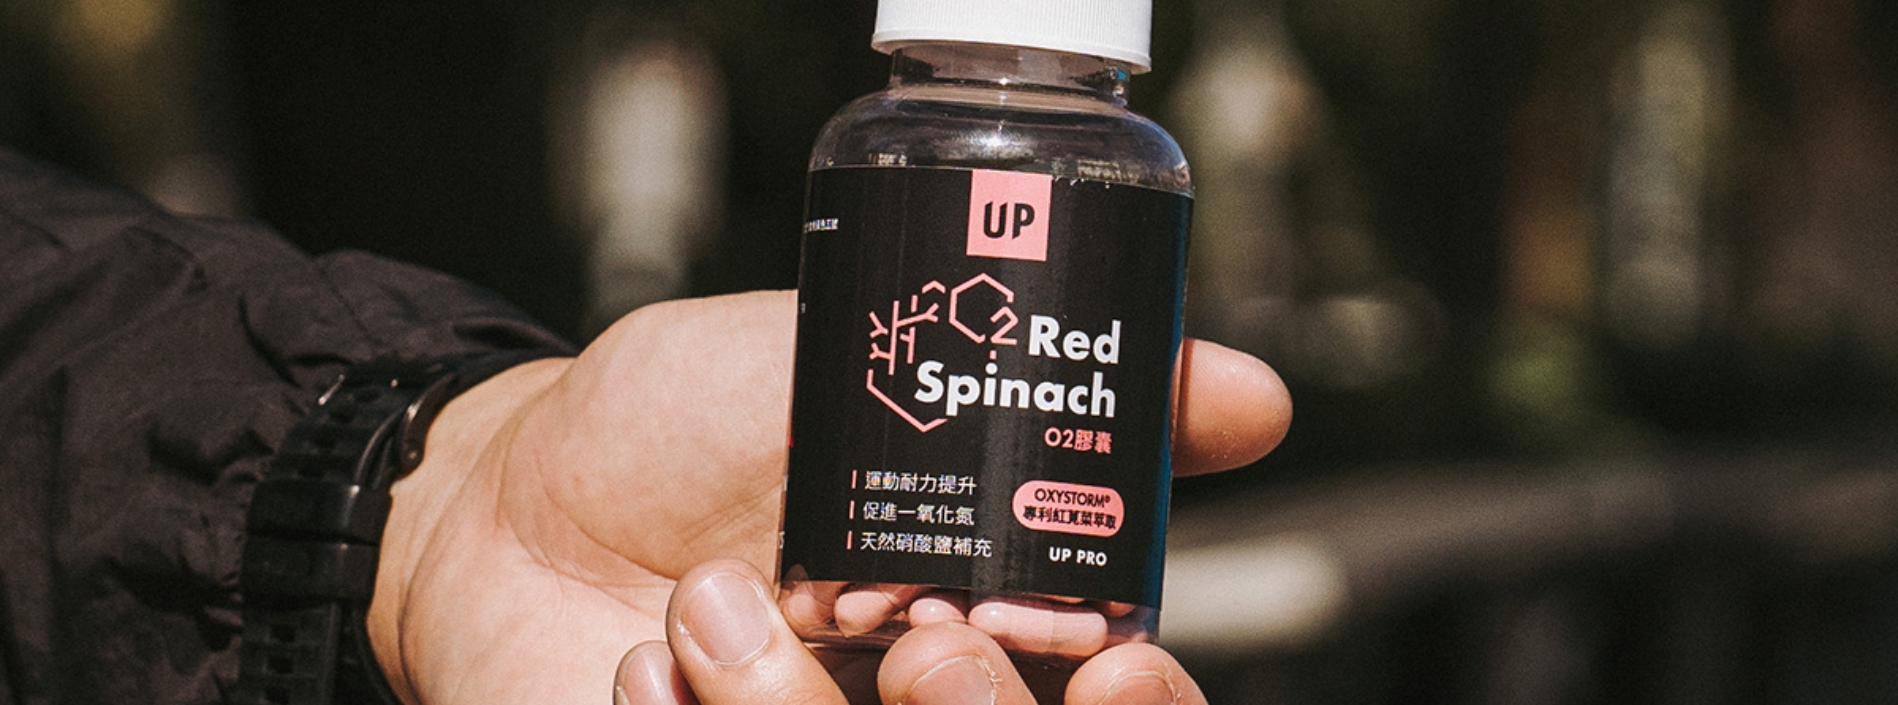 UP
O2
Red
Spinach
O2膠囊
運動耐力提升
促進一氧化氮
天然硝酸鹽補充
OXYSTORM®
專利紅莧菜萃取
UP PRO